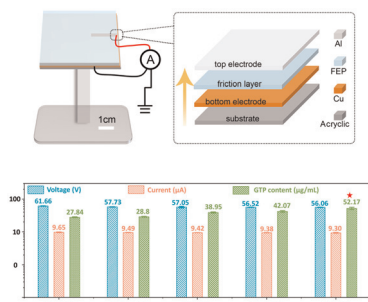 A
1cm
top electrode
friction layer
bottom electrode
substrate
Al
FEP
Cu
Acrylic
Voltage (V)
Current (μA)
GTP content (μg/mL)
61.66 57.73 57.05 56.52 56.06 52.17
27.84 28.8 38.95 42.07
9.65 9.49 9.42 9.38 9.30
100
10
0